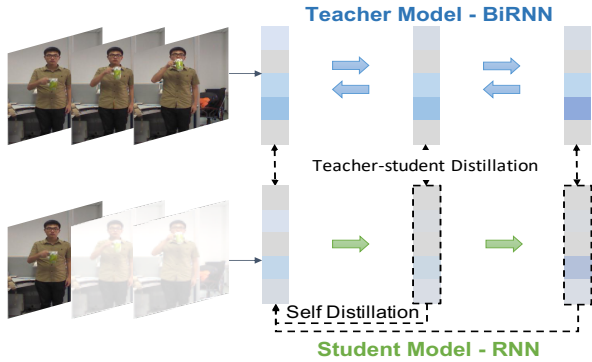 Teacher Model - BiRNN
Teacher-student Distillation
Self Distillation
Student Model - RNN